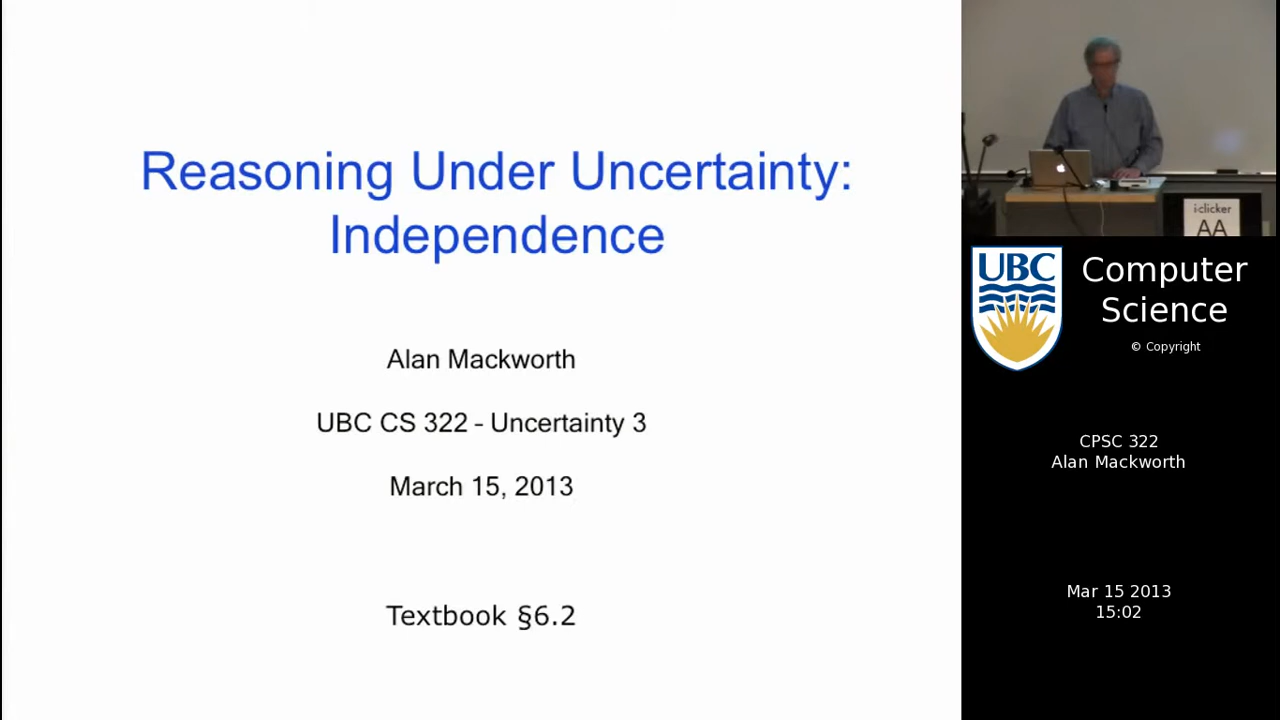 Reasoning Under Uncertainty:
Independence
Alan Mackworth
UBC CS 322 – Uncertainty 3
March 15, 2013
Textbook §6.2
i>clicker
AA
UBC
Computer
Science
© Copyright
CPSC 322
Alan Mackworth
Mar 15 2013
15:02